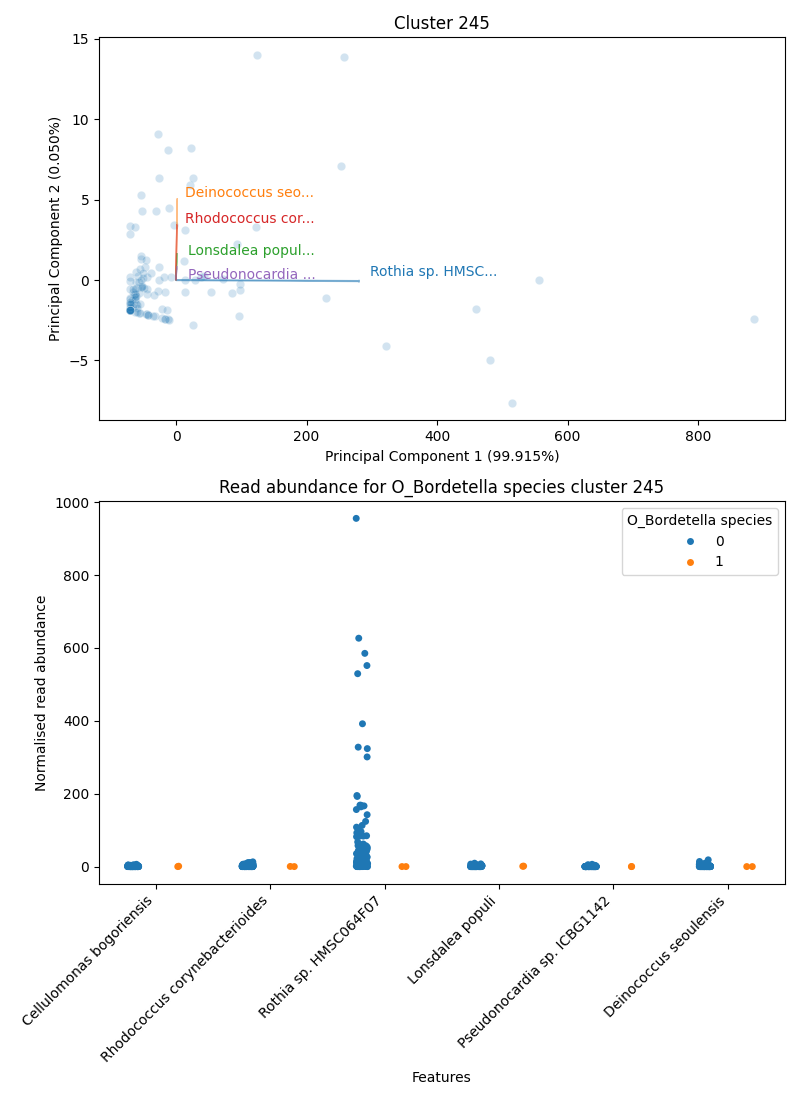 Cluster 245
15
10
5
0
−5
Principal Component 2 (0.050%)
Deinococcus seo...
Rhodococcus cor...
Lonsdalea popul...
Pseudonocardia ...
Rothia sp. HMSC...
0
200
400
600
800
Principal Component 1 (99.915%)
Read abundance for O_Bordetella species cluster 245
1000
800
600
400
200
0
Normalised read abundance
O_Bordetella species
0
1
Cellulomonas bogoriensis
Rhodococcus corynebacterioides
Rothia sp. HMSC064F07
Lonsdalea populi
Pseudonocardia sp. ICBG1142
Deinococcus seoulensis
Features